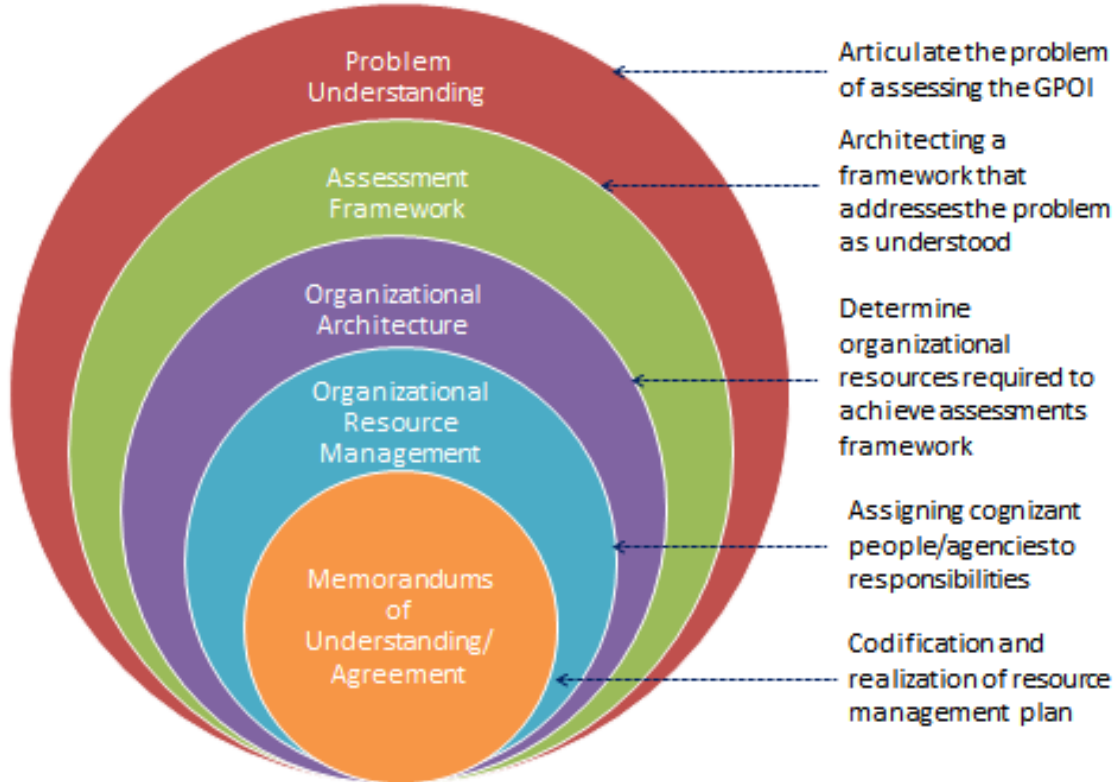 Problem
Understanding
Assessment
Framework
Organizational
Architecture
Organizational
Resource
Management
Memorandums
of
Understanding/
Agreement
Articulate the problem
of assessing the GPOI
Architecting a
framework that
addresses the problem
as understood
Determine
organizational
resources required to
achieve assessments
framework
Assigning cognizant
people/agencies to
responsibilities
Codification and
realization of resource
management plan